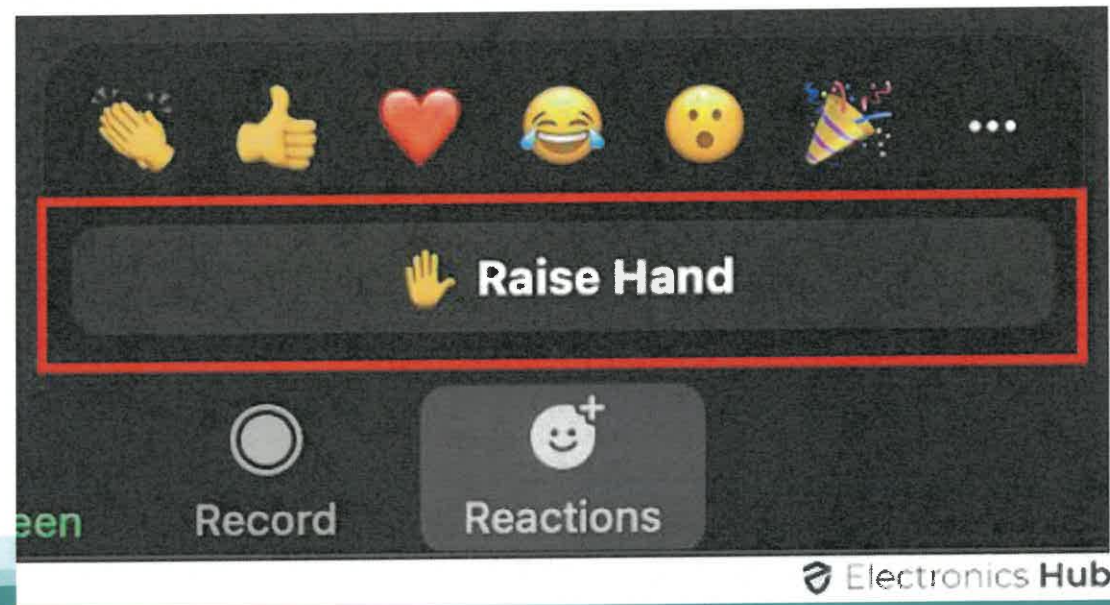 Raise Hand
een
Record
Reactions
Electronics Hub